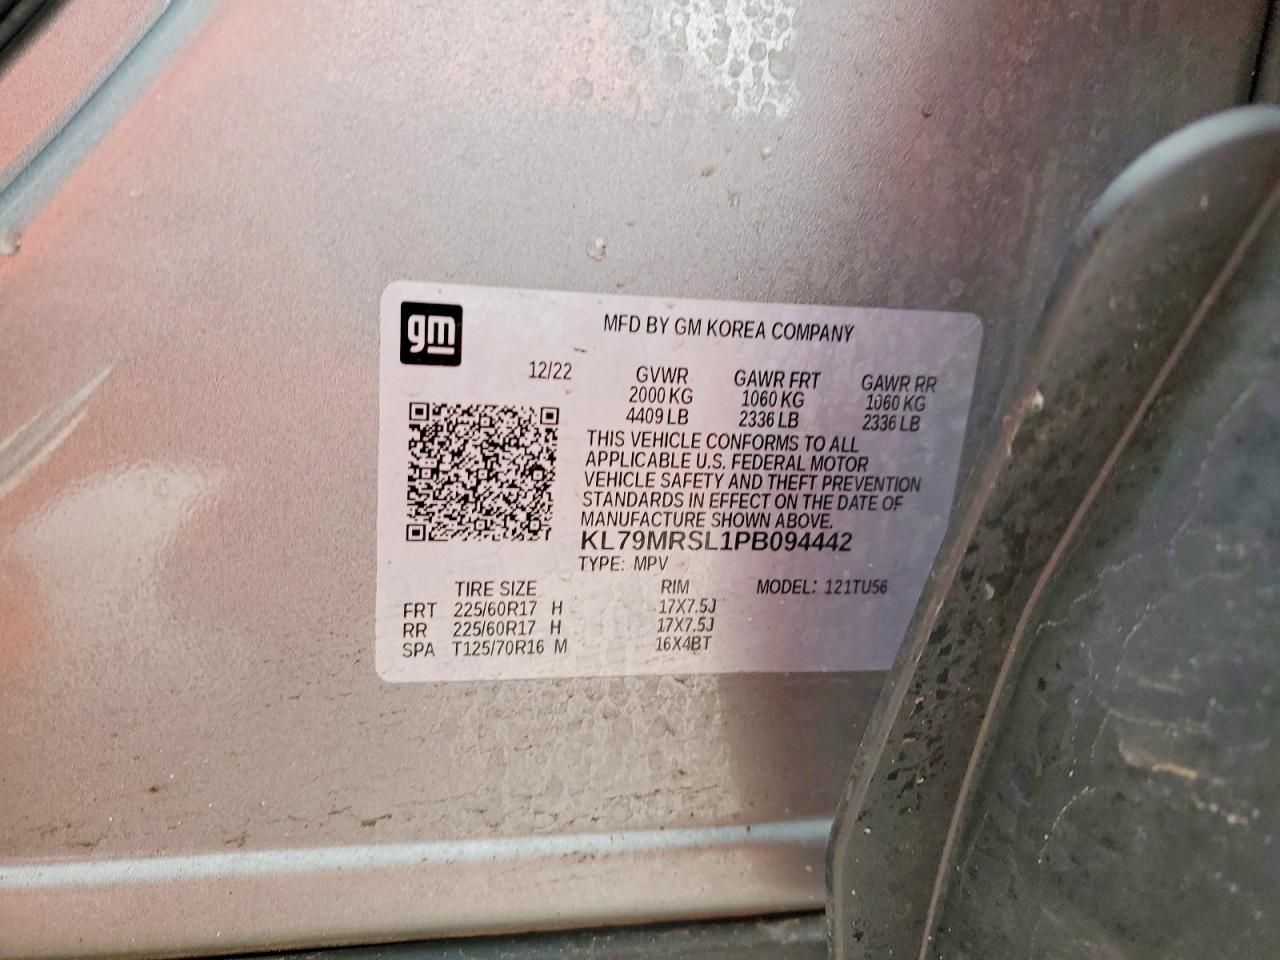 gm
MFD BY GM KOREA COMPANY
12/22 GVWR GAWR FRT GAWR RR
2000 KG 1060 KG 1060 KG
4409 LB 2336 LB 2336 LB
THIS VEHICLE CONFORMS TO ALL
APPLICABLE U.S. FEDERAL MOTOR
VEHICLE SAFETY AND THEFT PREVENTION
STANDARDS IN EFFECT ON THE DATE OF
MANUFACTURE SHOWN ABOVE.
KL79MRSL1PB094442
TYPE: MPV
TIRE SIZE RIM MODEL: 121TU56
FRT 225/60R17 H 17X7.5J
RR 225/60R17 H 17X7.5J
SPA T125/70R16 M 16X4BT